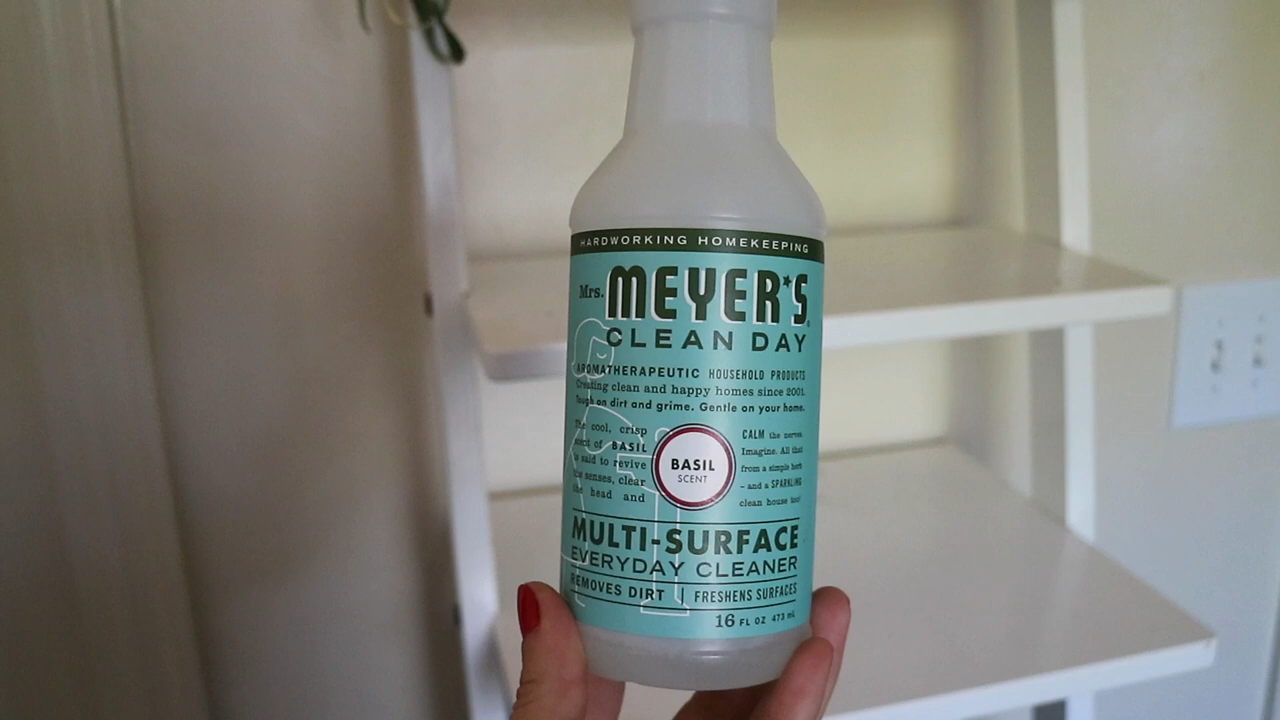 HARDWORKING HOMEKEEPING
Mrs. MEYER'S
CLEAN DAY
AROMATHERAPEUTIC HOUSEHOLD PRODUCTS
Creating clean and happy homes since 2001.
Tough on dirt and grime. Gentle on your home.
The cool, crisp
scent of BASIL
is said to revive
the senses, clear
the head and
BASIL
SCENT
CALM the nerves.
Imagine. All that
from a simple herb
– and a SPARKLING
clean house too!
MULTI-SURFACE
EVERYDAY CLEANER
REMOVES DIRT | FRESHENS SURFACES
16 FL OZ 473 mL